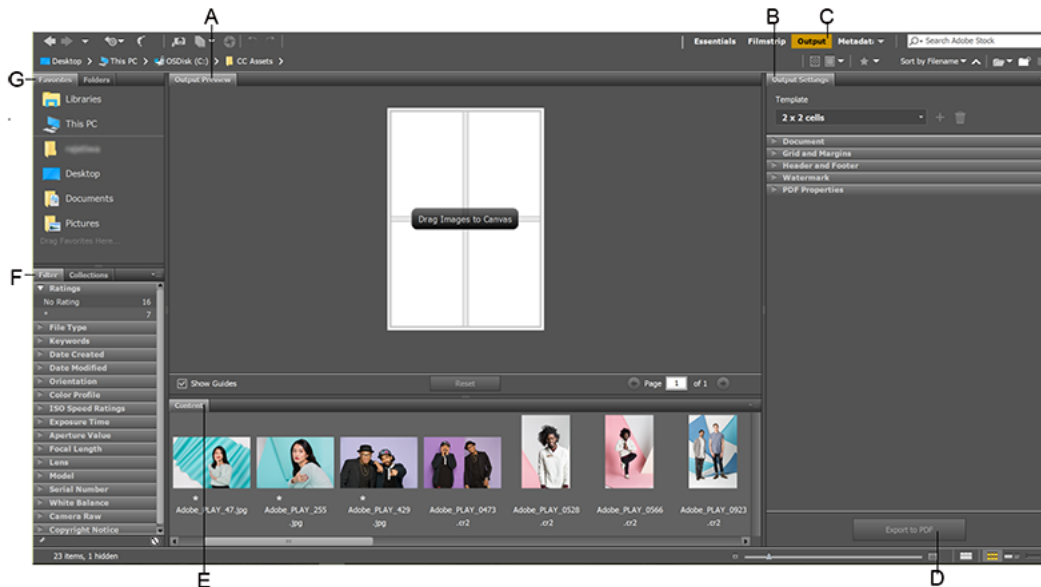 A
B
C
Essentials Filmstrip Output Metadata Search Adobe Stock
Desktop This PC OSDisk (C:) CC Assets Sort by Filename
G
Favorites Folders
Output Preview
Output Settings
Libraries
This PC
Desktop
Documents
Pictures
Drag Favorites Here...
Drag Images to Canvas
Template
2 x 2 cells
Document
Grid and Margins
Header and Footer
Watermark
PDF Properties
F
Filter Collections
Ratings
No Rating 16
* 7
File Type
Keywords
Date Created
Date Modified
Orientation
Color Profile
ISO Speed Ratings
Exposure Time
Aperture Value
Focal Length
Lens
Model
Serial Number
White Balance
Camera Raw
Copyright Notice
Show Guides Reset Page 1 of 1
Content
Adobe_PLAY_47.jpg
Adobe_PLAY_255
.jpg
Adobe_PLAY_429
.jpg
Adobe_PLAY_0473
.cr2
Adobe_PLAY_0528
.cr2
Adobe_PLAY_0566
.cr2
Adobe_PLAY_0923
.cr2
Export to PDF
23 items, 1 hidden
E
D